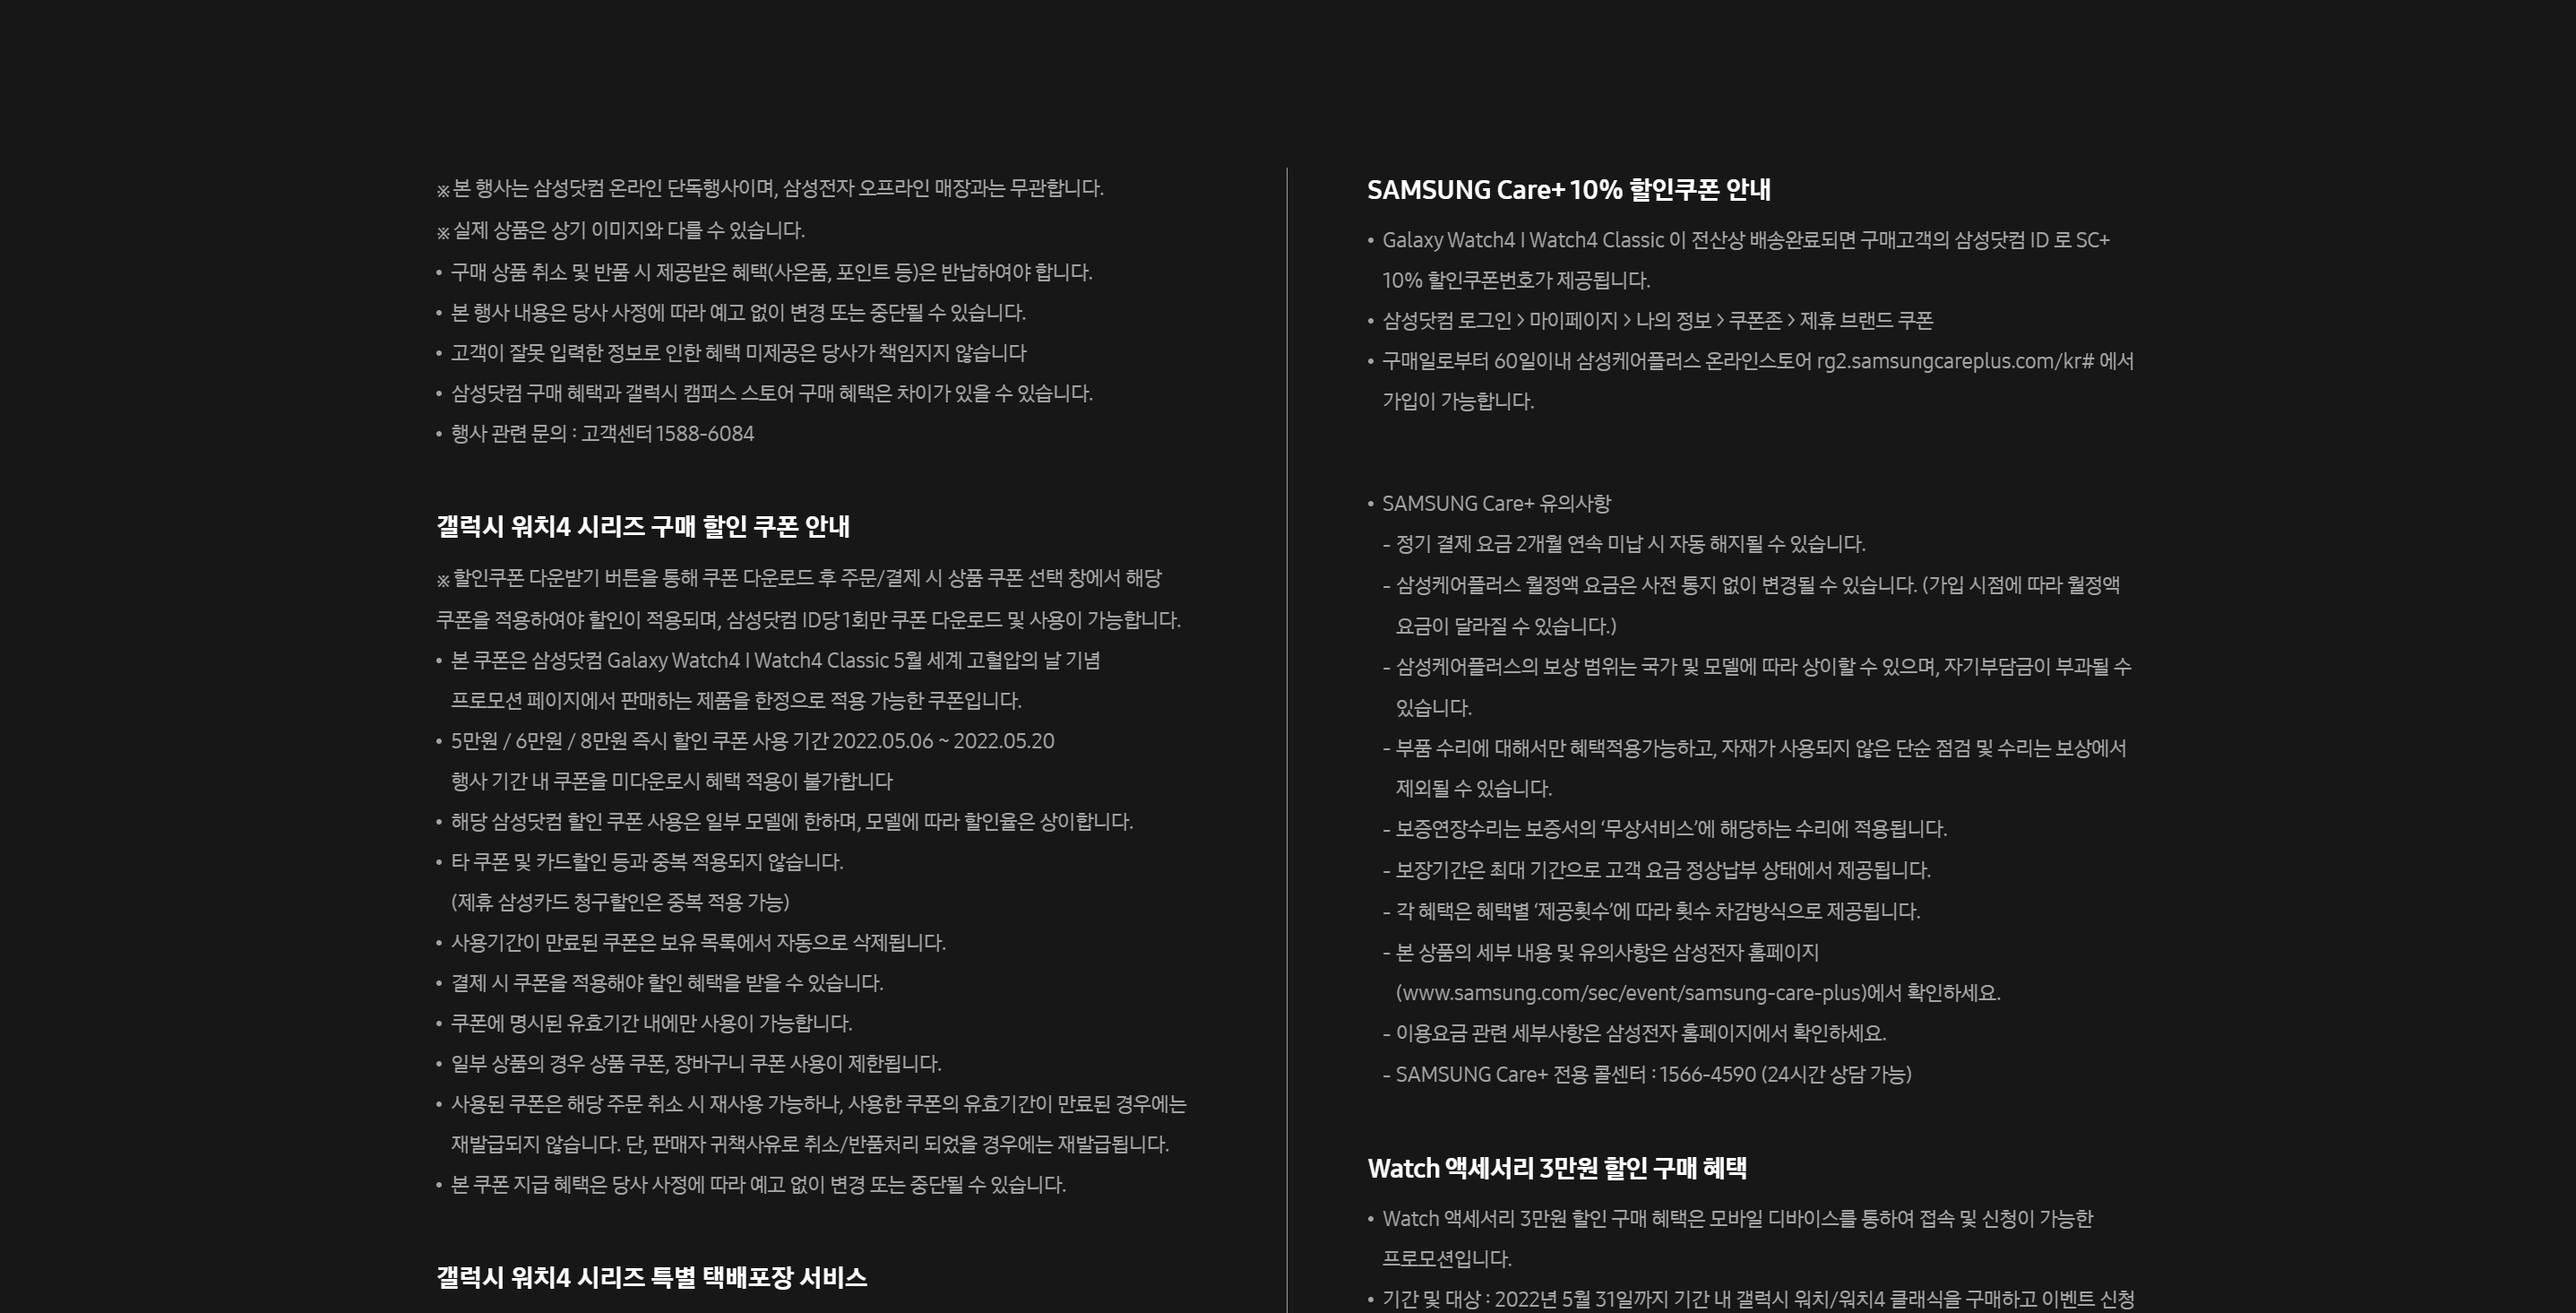 ※ 본 행사는 삼성닷컴 온라인 단독행사이며, 삼성전자 오프라인 매장과는 무관합니다.
※ 실제 상품은 상기 이미지와 다를 수 있습니다.
• 구매 상품 취소 및 반품 시 제공받은 혜택(사은품, 포인트 등)은 반납하여야 합니다.
• 본 행사 내용은 당사 사정에 따라 예고 없이 변경 또는 중단될 수 있습니다.
• 고객이 잘못 입력한 정보로 인한 혜택 미제공은 당사가 책임지지 않습니다
• 삼성닷컴 구매 혜택과 갤럭시 캠퍼스 스토어 구매 혜택은 차이가 있을 수 있습니다.
• 행사 관련 문의 : 고객센터 1588-6084
갤럭시 워치4 시리즈 구매 할인 쿠폰 안내
※ 할인쿠폰 다운받기 버튼을 통해 쿠폰 다운로드 후 주문/결제 시 상품 쿠폰 선택 창에서 해당
쿠폰을 적용하여야 할인이 적용되며, 삼성닷컴 ID당 1회만 쿠폰 다운로드 및 사용이 가능합니다.
• 본 쿠폰은 삼성닷컴 Galaxy Watch4 I Watch4 Classic 5월 세계 고혈압의 날 기념
프로모션 페이지에서 판매하는 제품을 한정으로 적용 가능한 쿠폰입니다.
• 5만원 / 6만원 / 8만원 즉시 할인 쿠폰 사용 기간 2022.05.06 ~ 2022.05.20
행사 기간 내 쿠폰을 미다운로시 혜택 적용이 불가합니다
• 해당 삼성닷컴 할인 쿠폰 사용은 일부 모델에 한하며, 모델에 따라 할인율은 상이합니다.
• 타 쿠폰 및 카드할인 등과 중복 적용되지 않습니다.
(제휴 삼성카드 청구할인은 중복 적용 가능)
• 사용기간이 만료된 쿠폰은 보유 목록에서 자동으로 삭제됩니다.
• 결제 시 쿠폰을 적용해야 할인 혜택을 받을 수 있습니다.
• 쿠폰에 명시된 유효기간 내에만 사용이 가능합니다.
• 일부 상품의 경우 상품 쿠폰, 장바구니 쿠폰 사용이 제한됩니다.
• 사용된 쿠폰은 해당 주문 취소 시 재사용 가능하나, 사용한 쿠폰의 유효기간이 만료된 경우에는
재발급되지 않습니다. 단, 판매자 귀책사유로 취소/반품처리 되었을 경우에는 재발급됩니다.
• 본 쿠폰 지급 혜택은 당사 사정에 따라 예고 없이 변경 또는 중단될 수 있습니다.
갤럭시 워치4 시리즈 특별 택배포장 서비스
SAMSUNG Care+ 10% 할인쿠폰 안내
• Galaxy Watch4 I Watch4 Classic 이 전산상 배송완료되면 구매고객의 삼성닷컴 ID 로 SC+
10% 할인쿠폰번호가 제공됩니다.
• 삼성닷컴 로그인 > 마이페이지 > 나의 정보 > 쿠폰존 > 제휴 브랜드 쿠폰
• 구매일로부터 60일이내 삼성케어플러스 온라인스토어 rg2.samsungcareplus.com/kr# 에서
가입이 가능합니다.
• SAMSUNG Care+ 유의사항
- 정기 결제 요금 2개월 연속 미납 시 자동 해지될 수 있습니다.
- 삼성케어플러스 월정액 요금은 사전 통지 없이 변경될 수 있습니다. (가입 시점에 따라 월정액
요금이 달라질 수 있습니다.)
- 삼성케어플러스의 보상 범위는 국가 및 모델에 따라 상이할 수 있으며, 자기부담금이 부과될 수
있습니다.
- 부품 수리에 대해서만 혜택적용가능하고, 자재가 사용되지 않은 단순 점검 및 수리는 보상에서
제외될 수 있습니다.
- 보증연장수리는 보증서의 ‘무상서비스’에 해당하는 수리에 적용됩니다.
- 보장기간은 최대 기간으로 고객 요금 정상납부 상태에서 제공됩니다.
- 각 혜택은 혜택별 ‘제공횟수’에 따라 횟수 차감방식으로 제공됩니다.
- 본 상품의 세부 내용 및 유의사항은 삼성전자 홈페이지
(www.samsung.com/sec/event/samsung-care-plus)에서 확인하세요.
- 이용요금 관련 세부사항은 삼성전자 홈페이지에서 확인하세요.
- SAMSUNG Care+ 전용 콜센터 : 1566-4590 (24시간 상담 가능)
Watch 액세서리 3만원 할인 구매 혜택
• Watch 액세서리 3만원 할인 구매 혜택은 모바일 디바이스를 통하여 접속 및 신청이 가능한
프로모션입니다.
• 기간 및 대상 : 2022년 5월 31일까지 기간 내 갤럭시 워치/워치4 클래식을 구매하고 이벤트 신청